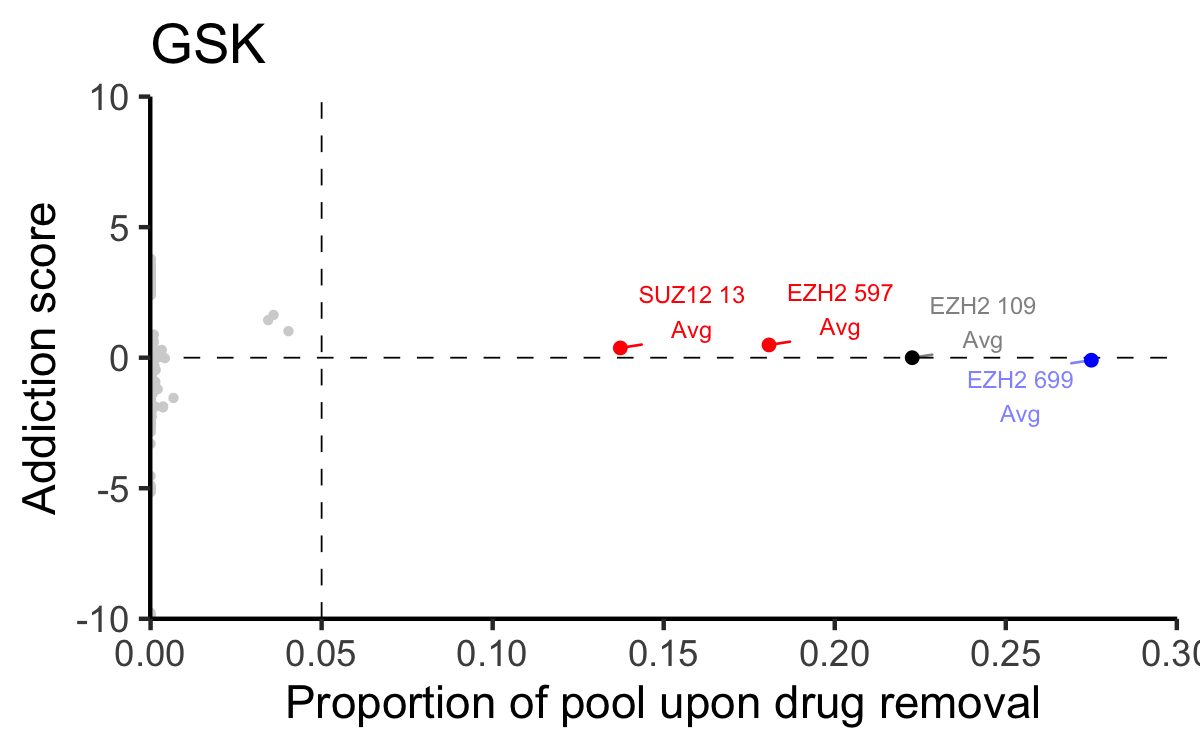 GSK
10
5
0
-5
-10
Addiction score
SUZ12 13
Avg
EZH2 597
Avg
EZH2 109
Avg
EZH2 699
Avg
0.00 0.05 0.10 0.15 0.20 0.25 0.30
Proportion of pool upon drug removal